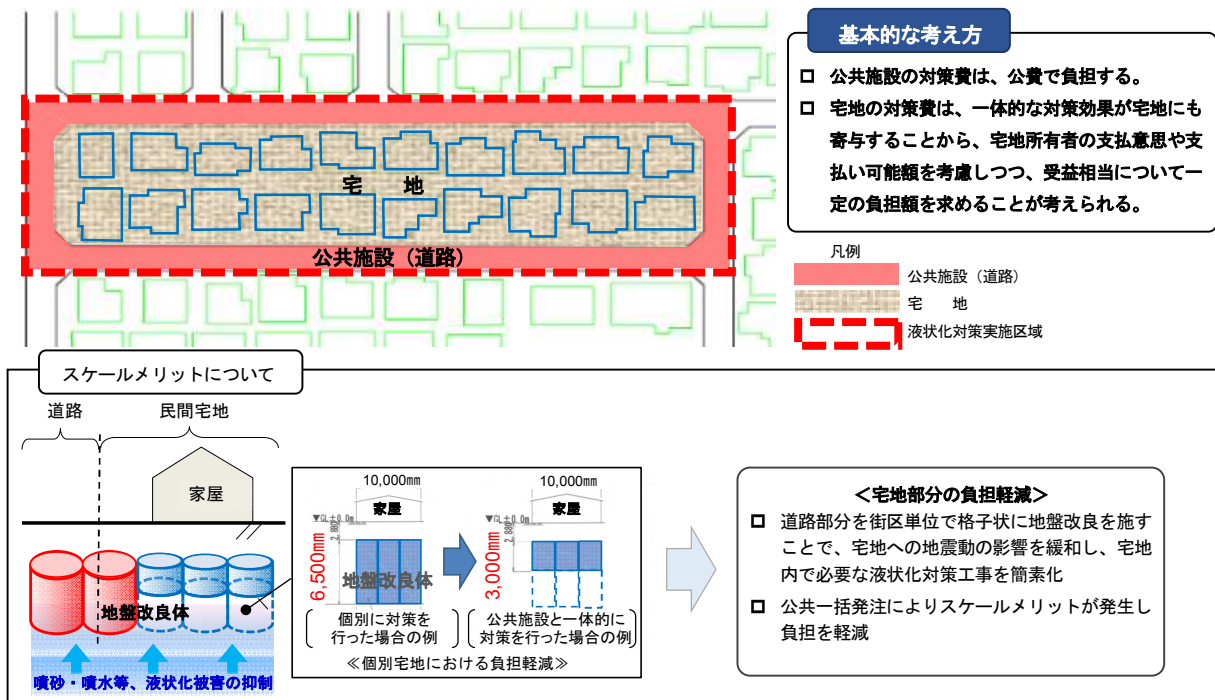 宅　地
公共施設（道路）
基本的な考え方
□ 公共施設の対策費は、公費で負担する。
□ 宅地の対策費は、一体的な対策効果が宅地にも
寄与することから、宅地所有者の支払意思や支
払い可能額を考慮しつつ、受益相当について一
定の負担額を求めることが考えられる。
凡例
公共施設（道路）
宅　地
液状化対策実施区域
スケールメリットについて
道路
民間宅地
家屋
地盤改良体
噴砂・噴水等、液状化被害の抑制
10,000mm
家屋
▼GL±0.0m
2,880
6,500mm
地盤改良体
個別に対策を
行った場合の例
10,000mm
家屋
▼GL±0.0m
2,880
3,000mm
公共施設と一体的に
対策を行った場合の例
≪個別宅地における負担軽減≫
＜宅地部分の負担軽減＞
□ 道路部分を街区単位で格子状に地盤改良を施す
ことで、宅地への地震動の影響を緩和し、宅地
内で必要な液状化対策工事を簡素化
□ 公共一括発注によりスケールメリットが発生し
負担を軽減